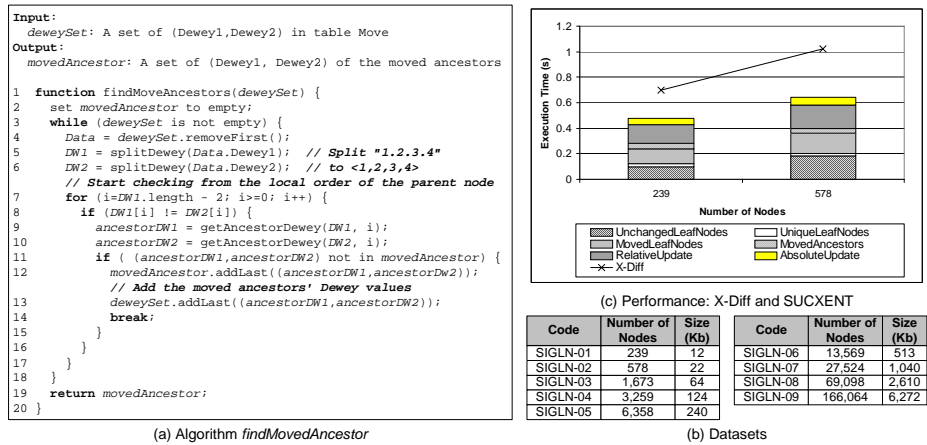 Input:
deweySet: A set of (Dewey1,Dewey2) in table Move
Output:
movedAncestor: A set of (Dewey1, Dewey2) of the moved ancestors
1 function findMoveAncestors(deweySet) {
2 set movedAncestor to empty;
3 while (deweySet is not empty) {
4 Data = deweySet.removeFirst();
5 DW1 = splitDewey(Data.Dewey1); // Split "1.2.3.4"
6 DW2 = splitDewey(Data.Dewey2); // to <1,2,3,4>
// Start checking from the local order of the parent node
7 for (i=DW1.length - 2; i>=0; i++) {
8 if (DW1[i] != DW2[i]) {
9 ancestorDW1 = getAncestorDewey(DW1, i);
10 ancestorDW2 = getAncestorDewey(DW2, i);
11 if ( (ancestorDW1,ancestorDW2) not in movedAncestor) {
12 movedAncestor.addLast((ancestorDW1,ancestorDw2));
// Add the moved ancestors' Dewey values
13 deweySet.addLast((ancestorDW1,ancestorDW2));
14 break;
15 }
16 }
17 }
18 }
19 return movedAncestor;
20 }
(a) Algorithm findMovedAncestor
Execution Time (s)
1.2
1
0.8
0.6
0.4
0.2
0
239 578
Number of Nodes
UnchangedLeafNodes UniqueLeafNodes
MovedLeafNodes MovedAncestors
RelativeUpdate AbsoluteUpdate
X-Diff
(c) Performance: X-Diff and SUCXENT
Code Number of Nodes Size (Kb)
SIGLN-01 239 12
SIGLN-02 578 22
SIGLN-03 1,673 64
SIGLN-04 3,259 124
SIGLN-05 6,358 240
Code Number of Nodes Size (Kb)
SIGLN-06 13,569 513
SIGLN-07 27,524 1,040
SIGLN-08 69,098 2,610
SIGLN-09 166,064 6,272
(b) Datasets